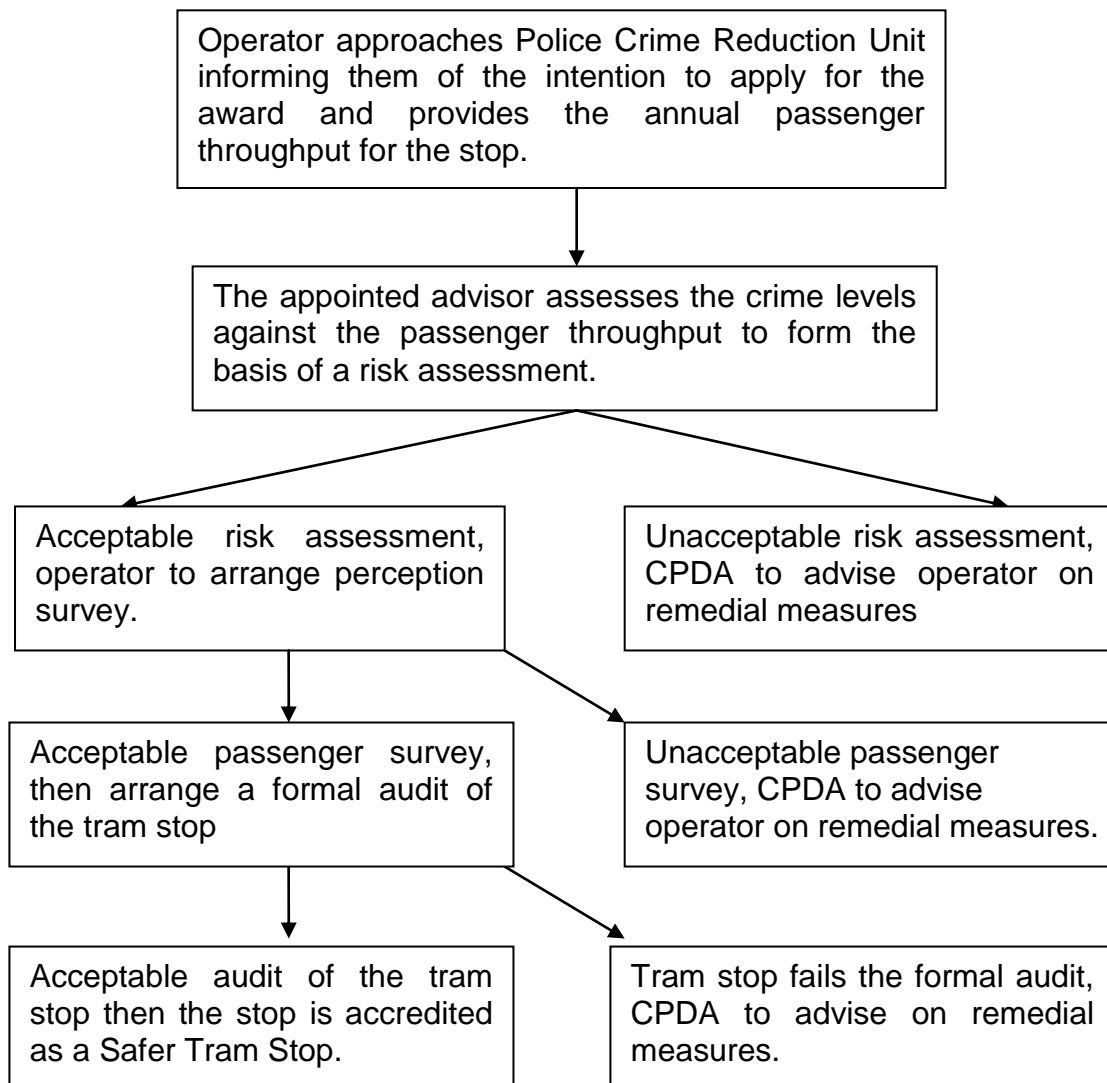 Operator approaches Police Crime Reduction Unit
informing them of the intention to apply for the
award and provides the annual passenger
throughput for the stop.
The appointed advisor assesses the crime levels
against the passenger throughput to form the
basis of a risk assessment.
Acceptable risk assessment,
operator to arrange perception
survey.
Unacceptable risk assessment,
CPDA to advise operator on
remedial measures
Acceptable passenger survey,
then arrange a formal audit of
the tram stop
Unacceptable passenger
survey, CPDA to advise
operator on remedial measures.
Acceptable audit of the tram
stop then the stop is accredited
as a Safer Tram Stop.
Tram stop fails the formal audit,
CPDA to advise on remedial
measures.